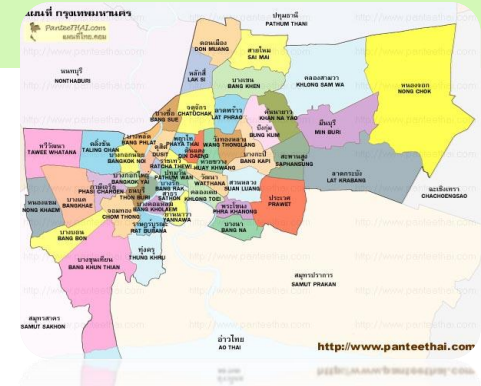 แผนที่ กรุงเทพมหานคร
PanteeTHAI.com
แผนที่ไทย.คอม
ปทุมธานี
PATHUM THANI
นนทบุรี
NONTHABURI
ดอนเมือง
DON MUANG
สายไหม
SAI MAI
หลักสี่
LAK SI
บางเขน
BANG KHEN
คลองสามวา
KHLONG SAM WA
หนองจอก
NONG CHOK
จตุจักร
CHATUCHAK
ลาดพร้าว
LAT PHRAO
คันนายาว
KHAN NA YAO
บึงกุ่ม
BUNG KUM
มีนบุรี
MIN BURI
บางซื่อ
BANG SUE
ทวีวัฒนา
TAWEE WHATANA
ตลิ่งชัน
TALING CHAN
บางพลัด
BANG PHLAT
ดุสิต
DUSIT
พญาไท
PHAYA THAI
วังทองหลาง
WANG THONGLANG
ดินแดง
DIN DAENG
บางกะปิ
BANG KAPI
สะพานสูง
SAPHANSUNG
ลาดกระบัง
LAT KRABANG
ฉะเชิงเทรา
CHACHOENGSAO
บางกอกน้อย
BANGKOK NOI
ราชเทวี
RATCHA THEWI
ห้วยขวาง
HUAY KHWANG
บางกอกใหญ่
BANGKOK YAI
ปทุมวัน
PATHUM WAN
วัฒนา
WATTHANA
สวนหลวง
SUAN LUANG
ประเวศ
PRAWET
ภาษีเจริญ
PHASI CHAROEN
ธนบุรี
THON BURI
บางรัก
BANG RAK
สาธร
SATHON
คลองเตย
KHLONG TOEI
พระโขนง
PHRA KHANONG
หนองแขม
NONG KHAEM
บางแค
BANGKHAE
จอมทอง
CHOM THONG
บางคอแหลม
BANG KHOLAEM
ยานนาวา
YANNAWA
บางนา
BANG NA
ราษฎร์บูรณะ
RAT BURANA
บางบอน
BANG BON
บางขุนเทียน
BANG KHUN THIAN
ทุ่งครุ
THUNG KHRU
สมุทรปราการ
SAMUT PRAKAN
สมุทรสาคร
SAMUT SAKHON
อ่าวไทย
AO THAI
http://www.panteethai.com